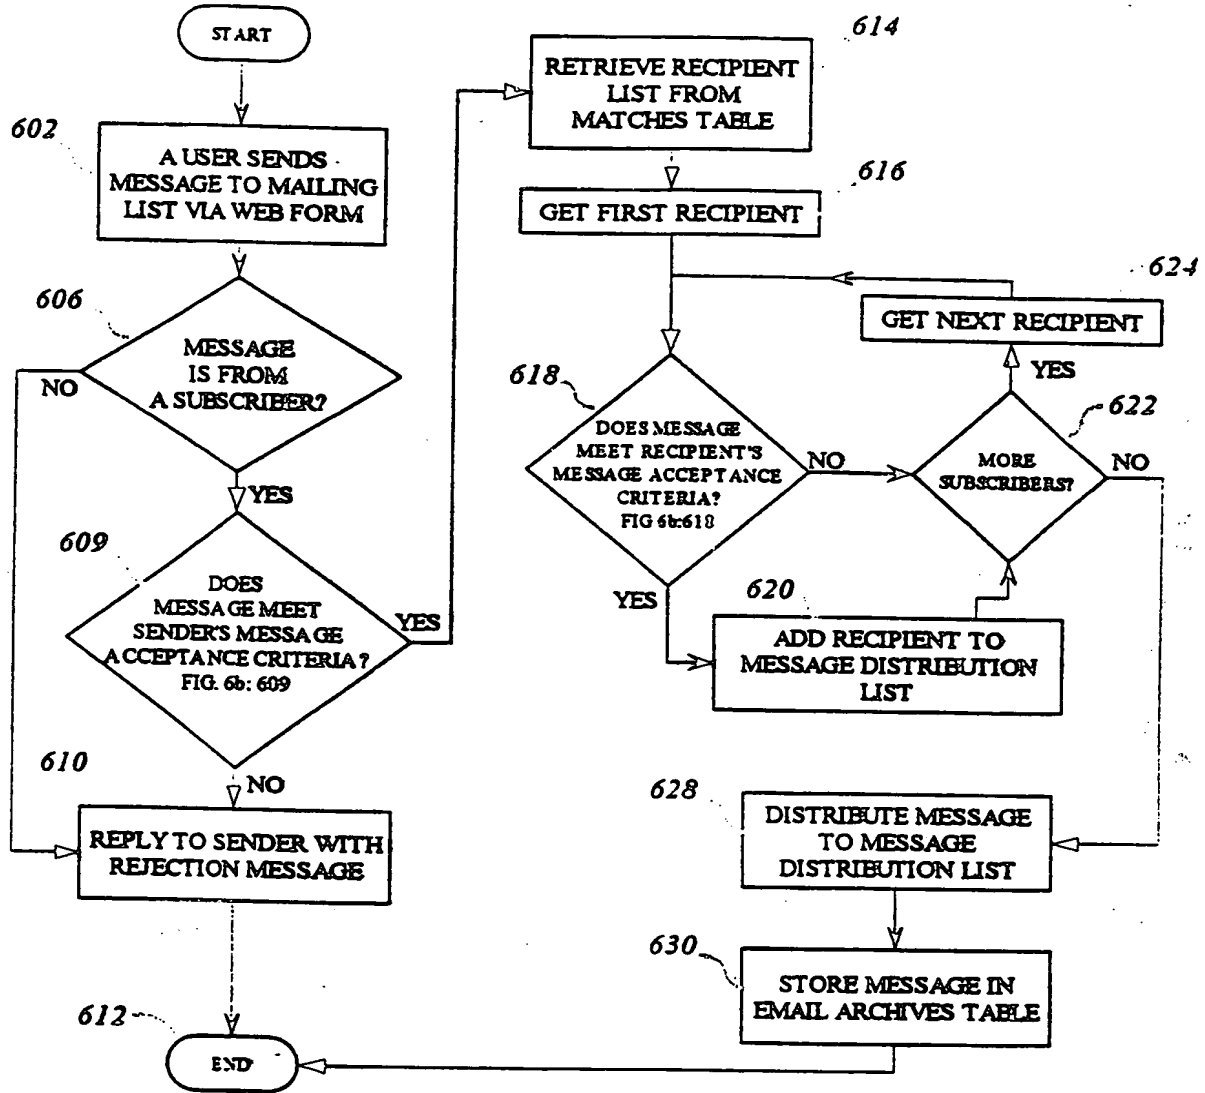 START
602
A USER SENDS
MESSAGE TO MAILING
LIST VIA WEB FORM
606
MESSAGE
IS FROM
A SUBSCRIBER?
NO
YES
609
DOES
MESSAGE MEET
SENDER'S MESSAGE
ACCEPTANCE CRITERIA?
FIG. 6b: 609
YES
NO
610
REPLY TO SENDER WITH
REJECTION MESSAGE
612
END
614
RETRIEVE RECIPIENT
LIST FROM
MATCHES TABLE
616
GET FIRST RECIPIENT
624
GET NEXT RECIPIENT
YES
618
DOES MESSAGE
MEET RECIPIENT'S
MESSAGE ACCEPTANCE
CRITERIA?
FIG 6b:618
NO
YES
622
MORE
SUBSCRIBERS?
NO
620
ADD RECIPIENT TO
MESSAGE DISTRIBUTION
LIST
628
DISTRIBUTE MESSAGE
TO MESSAGE
DISTRIBUTION LIST
630
STORE MESSAGE IN
EMAIL ARCHIVES TABLE